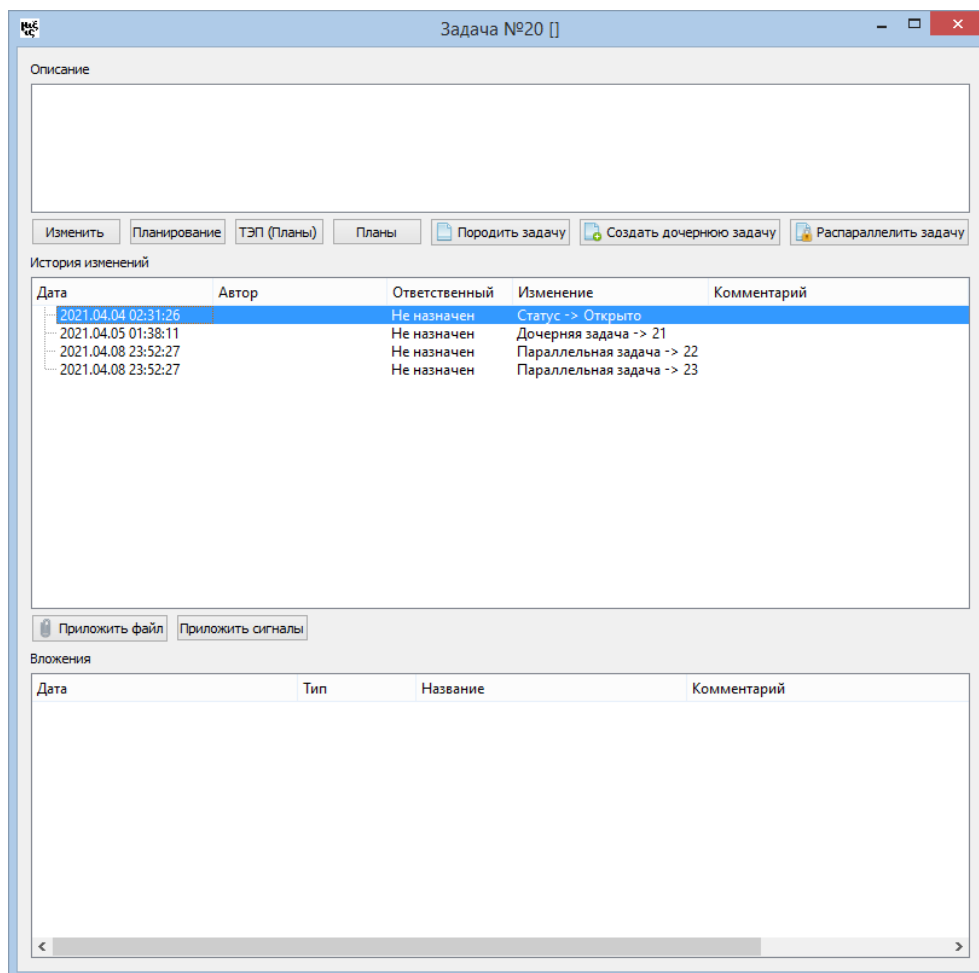 Задача №20 []
Описание
Изменить Планирование ТЭП (Планы) Планы Породить задачу Создать дочернюю задачу Распараллелить задачу
История изменений
Дата Автор Ответственный Изменение Комментарий
2021.04.04 02:31:26 Не назначен Статус -> Открыто
2021.04.05 01:38:11 Не назначен Дочерняя задача -> 21
2021.04.08 23:52:27 Не назначен Параллельная задача -> 22
2021.04.08 23:52:27 Не назначен Параллельная задача -> 23
Приложить файл Приложить сигналы
Вложения
Дата Тип Название Комментарий